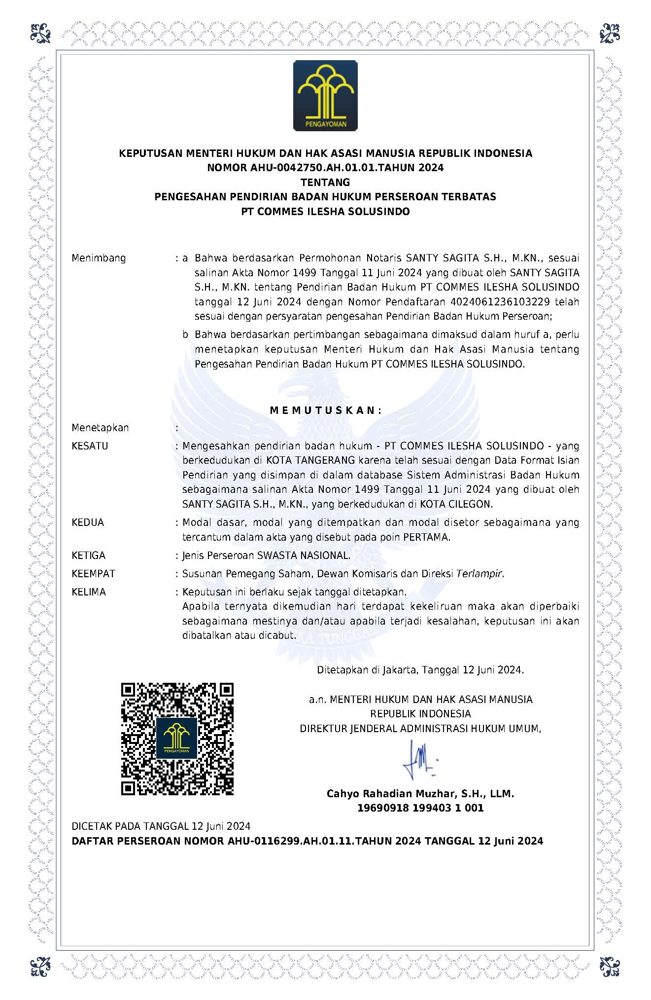 PENGAYOMAN
KEPUTUSAN MENTERI HUKUM DAN HAK ASASI MANUSIA REPUBLIK INDONESIA
NOMOR AHU-0042750.AH.01.01.TAHUN 2024
TENTANG
PENGESAHAN PENDIRIAN BADAN HUKUM PERSEROAN TERBATAS
PT COMMES ILESHA SOLUSINDO
Menimbang : a Bahwa berdasarkan Permohonan Notaris SANTY SAGITA S.H., M.KN., sesuai
salinan Akta Nomor 1499 Tanggal 11 Juni 2024 yang dibuat oleh SANTY SAGITA
S.H., M.KN. tentang Pendirian Badan Hukum PT COMMES ILESHA SOLUSINDO
tanggal 12 Juni 2024 dengan Nomor Pendaftaran 4024061236103229 telah
sesuai dengan persyaratan pengesahan Pendirian Badan Hukum Perseroan;
b Bahwa berdasarkan pertimbangan sebagaimana dimaksud dalam huruf a, perlu
menetapkan keputusan Menteri Hukum dan Hak Asasi Manusia tentang
Pengesahan Pendirian Badan Hukum PT COMMES ILESHA SOLUSINDO.
M E M U T U S K A N :
Menetapkan :
KESATU : Mengesahkan pendirian badan hukum - PT COMMES ILESHA SOLUSINDO - yang
berkedudukan di KOTA TANGERANG karena telah sesuai dengan Data Format Isian
Pendirian yang disimpan di dalam database Sistem Administrasi Badan Hukum
sebagaimana salinan Akta Nomor 1499 Tanggal 11 Juni 2024 yang dibuat oleh
SANTY SAGITA S.H., M.KN., yang berkedudukan di KOTA CILEGON.
KEDUA : Modal dasar, modal yang ditempatkan dan modal disetor sebagaimana yang
tercantum dalam akta yang disebut pada poin PERTAMA.
KETIGA : Jenis Perseroan SWASTA NASIONAL.
KEEMPAT : Susunan Pemegang Saham, Dewan Komisaris dan Direksi Terlampir.
KELIMA : Keputusan ini berlaku sejak tanggal ditetapkan.
Apabila ternyata dikemudian hari terdapat kekeliruan maka akan diperbaiki
sebagaimana mestinya dan/atau apabila terjadi kesalahan, keputusan ini akan
dibatalkan atau dicabut.
Ditetapkan di Jakarta, Tanggal 12 Juni 2024.
a.n. MENTERI HUKUM DAN HAK ASASI MANUSIA
REPUBLIK INDONESIA
DIREKTUR JENDERAL ADMINISTRASI HUKUM UMUM,
PENGAYOMAN
Cahyo Rahadian Muzhar, S.H., LLM.
19690918 199403 1 001
DICETAK PADA TANGGAL 12 Juni 2024
DAFTAR PERSEROAN NOMOR AHU-0116299.AH.01.11.TAHUN 2024 TANGGAL 12 Juni 2024